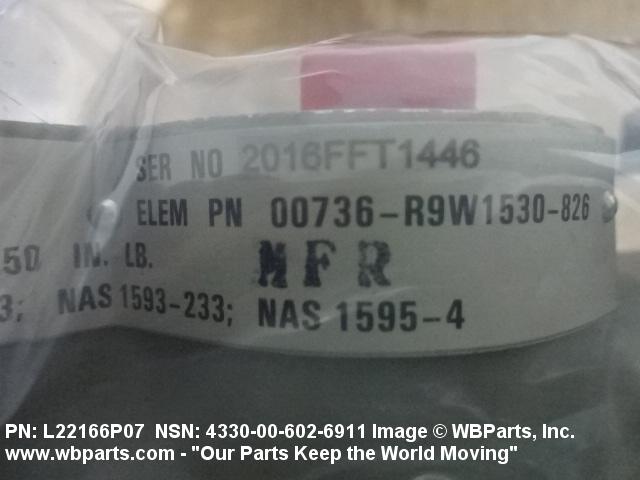 SER NO 2016FFT1446
ELEM PN 00736-R9W1530-826
50 IN. LB. MFR
3; NAS 1593-233; NAS 1595-4
PN: L22166P07 NSN: 4330-00-602-6911 Image © WBParts, Inc.
www.wbparts.com - "Our Parts Keep the World Moving"